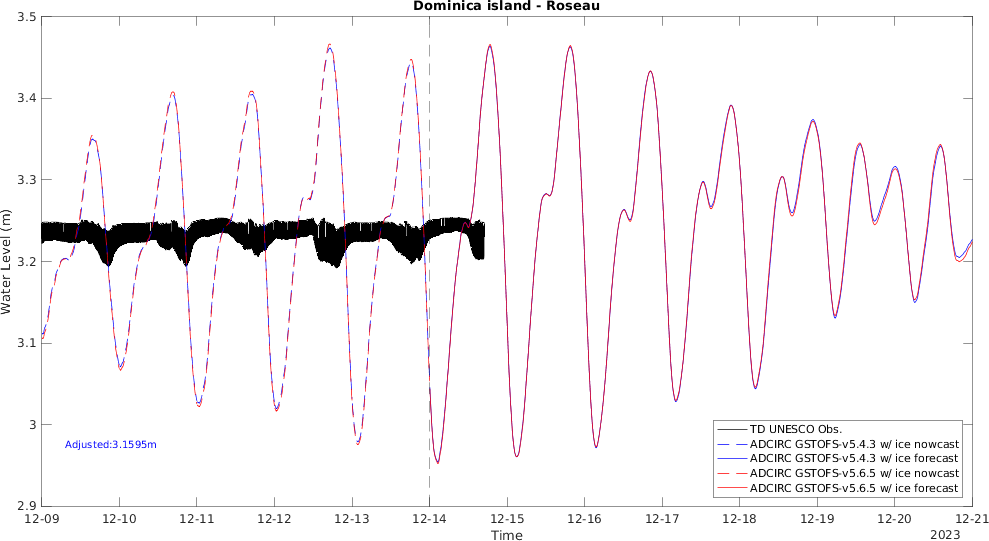 Dominica island - Roseau
3.5
3.4
3.3
3.2
3.1
3
2.9
Water Level (m)
Adjusted:3.1595m
TD UNESCO Obs.
ADCIRC GSTOFS-v5.4.3 w/ ice nowcast
ADCIRC GSTOFS-v5.4.3 w/ ice forecast
ADCIRC GSTOFS-v5.6.5 w/ ice nowcast
ADCIRC GSTOFS-v5.6.5 w/ ice forecast
12-09 12-10 12-11 12-12 12-13 12-14 12-15 12-16 12-17 12-18 12-19 12-20 12-21
Time
2023